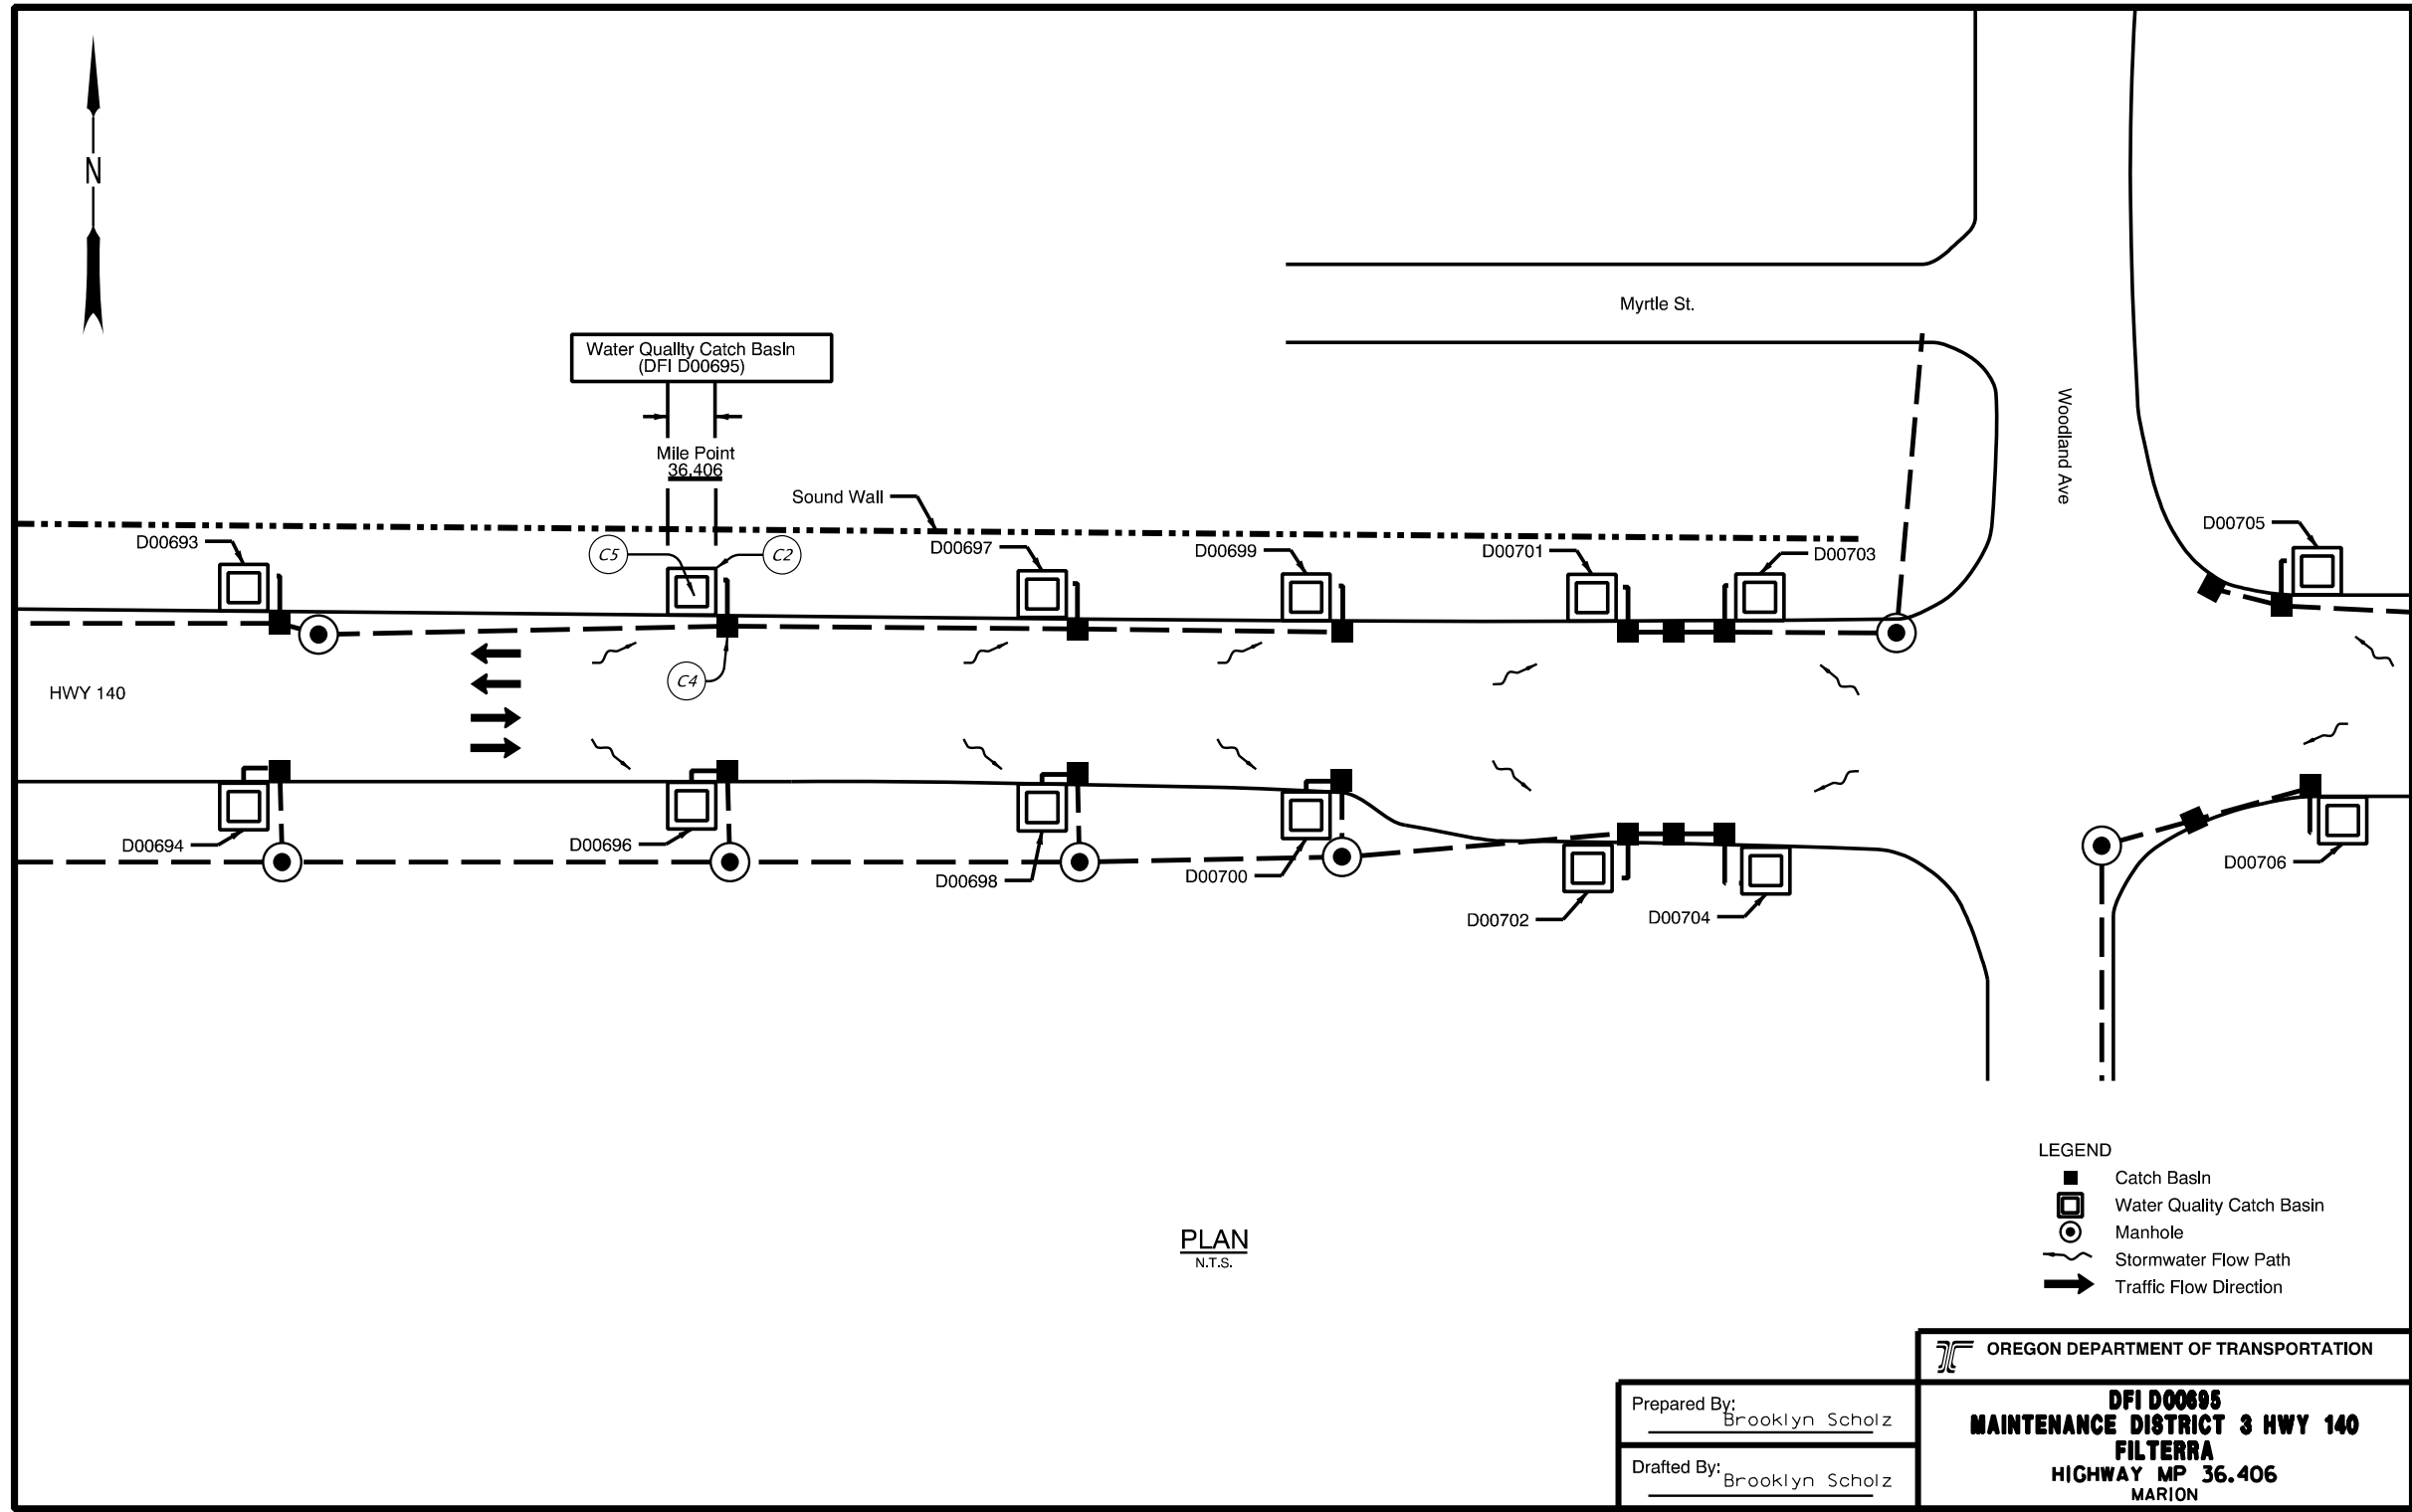 N
Myrtle St.
Water Quality Catch Basin
(DFI D00695)
Woodland Ave
Mile Point
36.406
Sound Wall
D00693
C5
C2
D00697
D00699
D00701
D00703
D00705
HWY 140
C4
D00694
D00696
D00698
D00700
D00702
D00704
D00706
LEGEND
Catch Basin
Water Quality Catch Basin
Manhole
Stormwater Flow Path
Traffic Flow Direction
PLAN
N.T.S.
OREGON DEPARTMENT OF TRANSPORTATION
Prepared By: Brooklyn Scholz
Drafted By: Brooklyn Scholz
DFI D00695
MAINTENANCE DISTRICT 3 HWY 140
FILTERRA
HIGHWAY MP 36.406
MARION